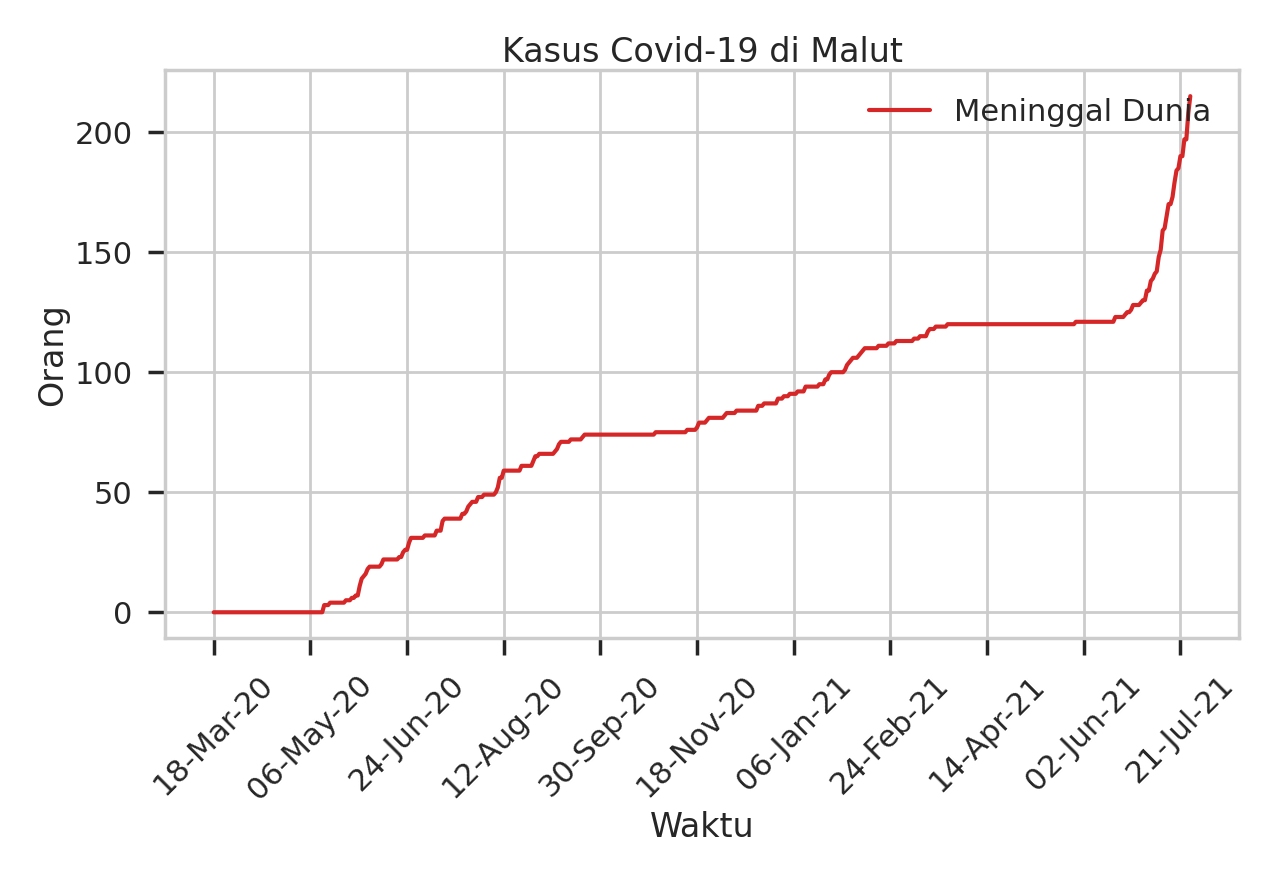 Kasus Covid-19 di Malut
Meninggal Dunia
Orang
200
150
100
50
0
18-Mar-20
06-May-20
24-Jun-20
12-Aug-20
30-Sep-20
18-Nov-20
06-Jan-21
24-Feb-21
14-Apr-21
02-Jun-21
21-Jul-21
Waktu